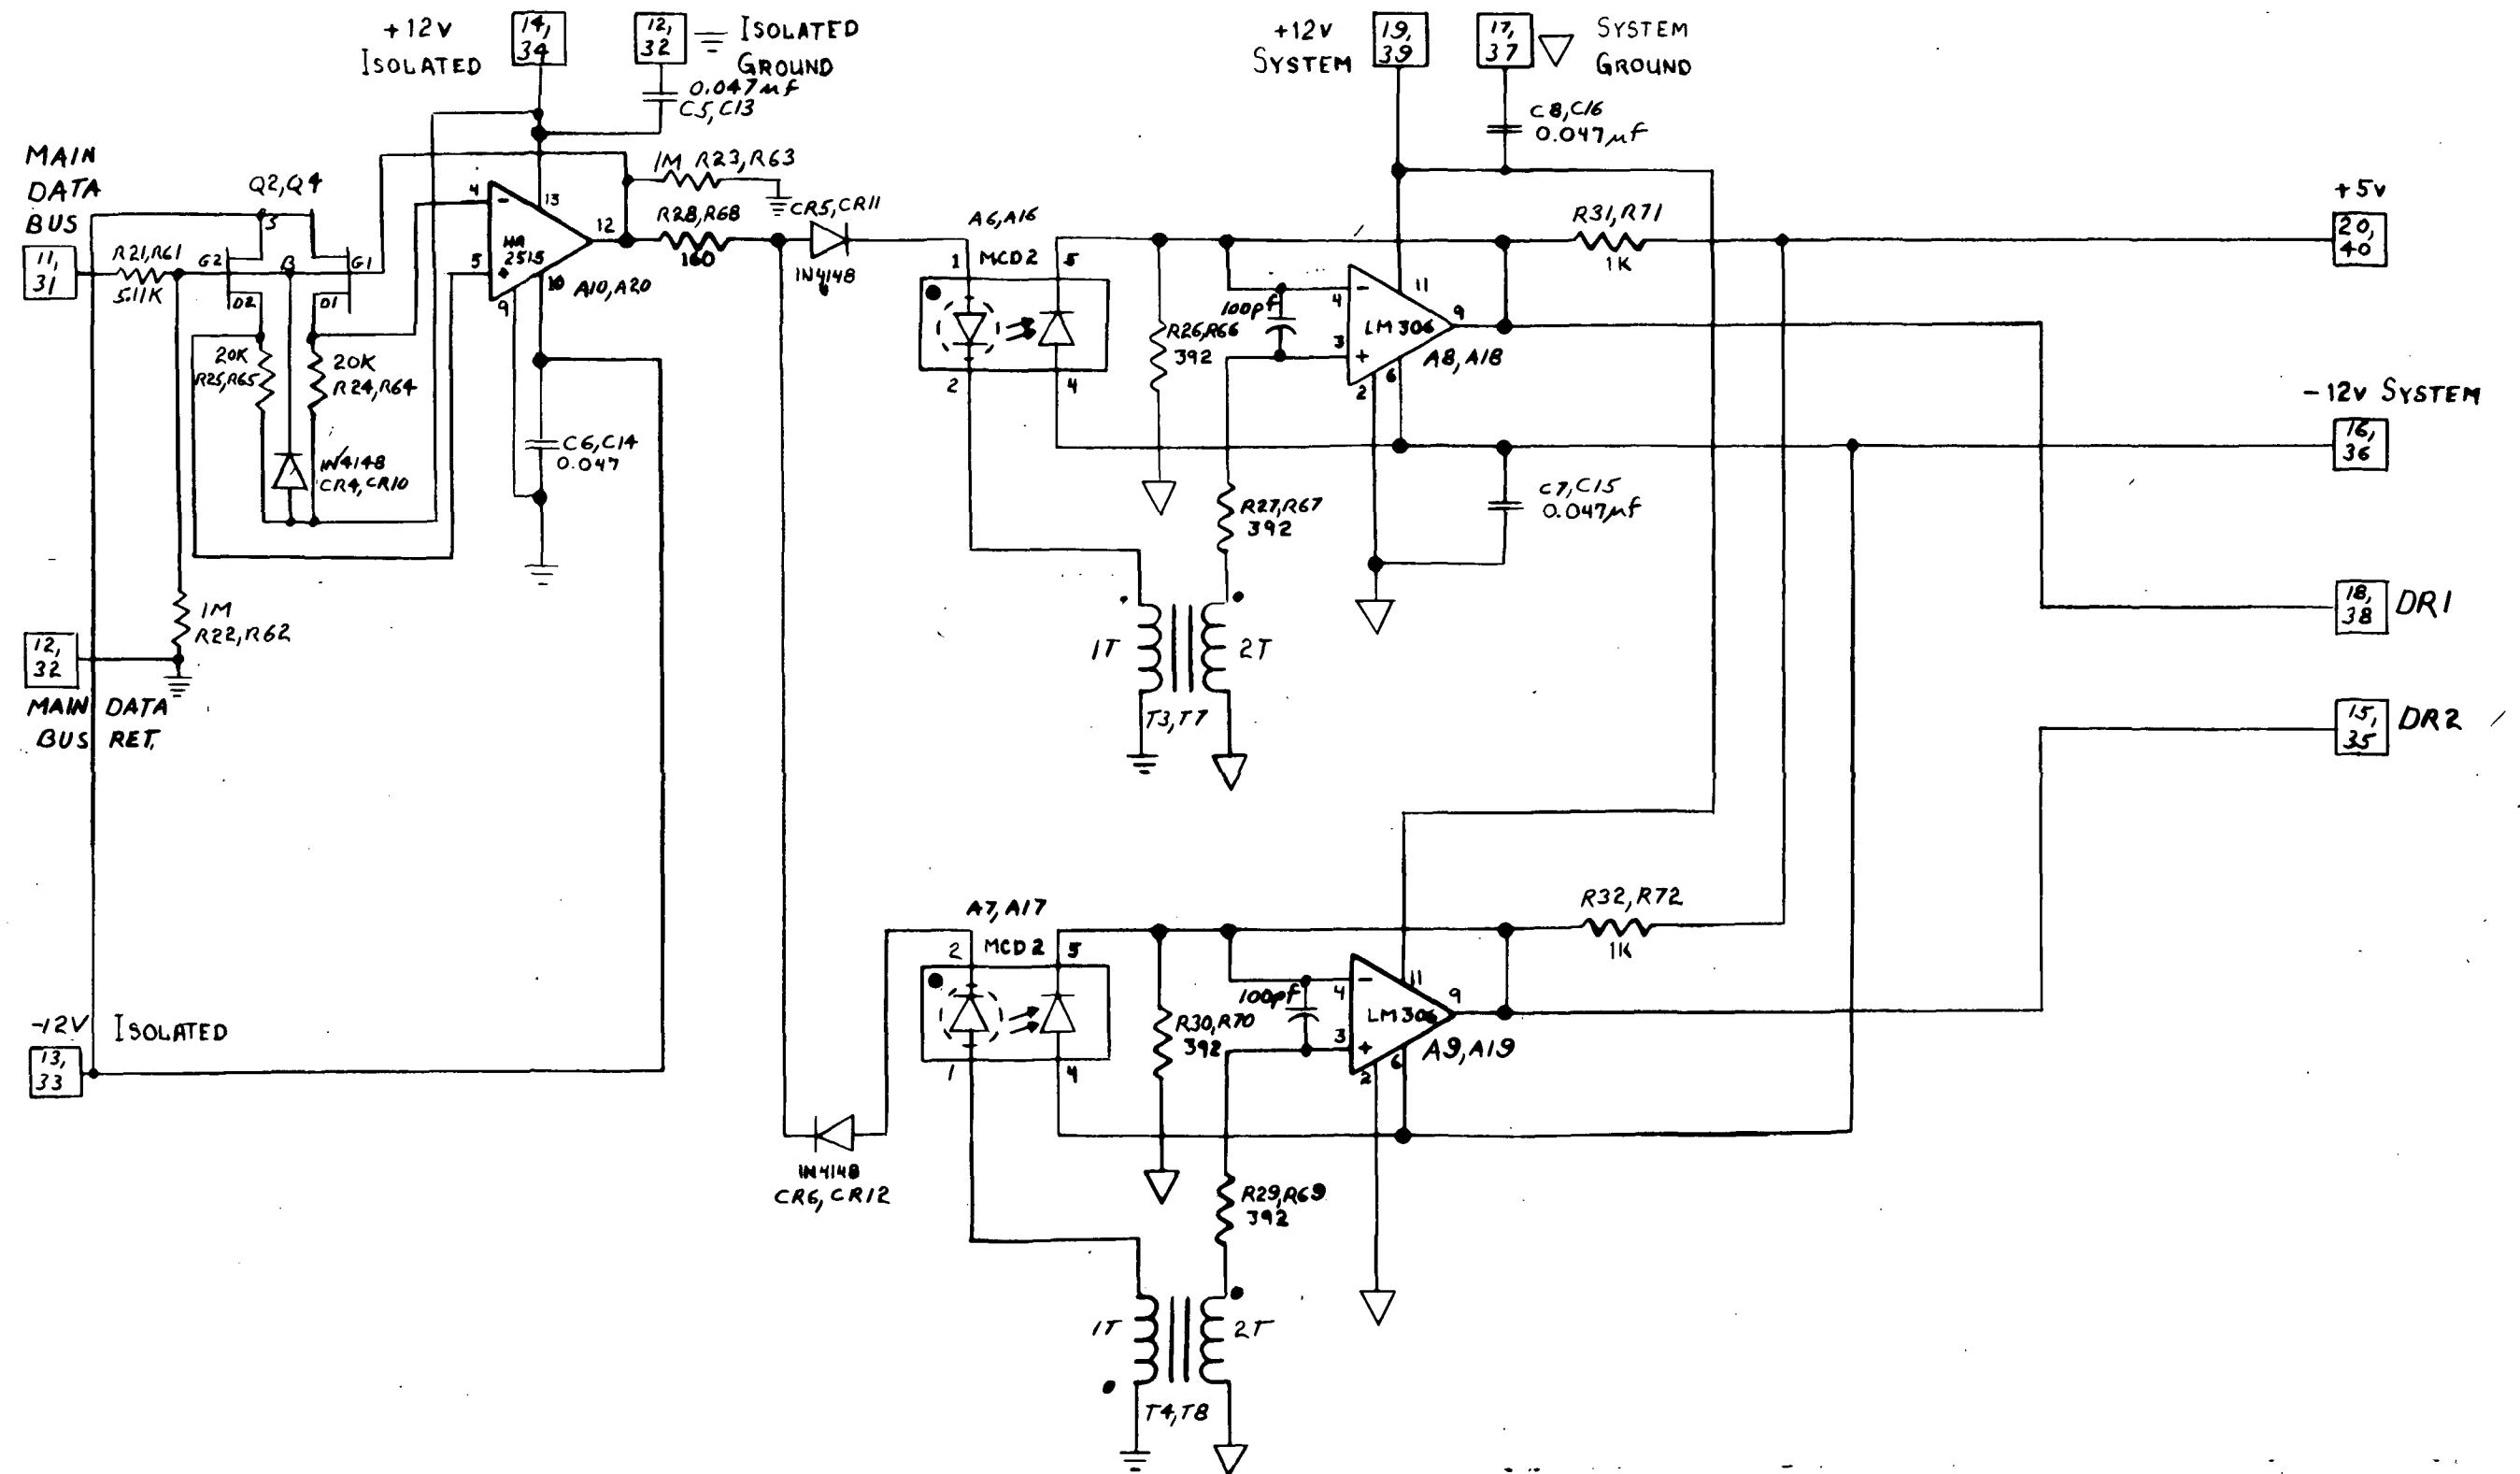 +12V
ISOLATED
14,
34
12,
32
ISOLATED
GROUND
0.047μf
C5,C13
+12V
SYSTEM
19,
39
17,
37
SYSTEM
GROUND
C8,C16
0.047μf
MAIN
DATA
BUS
11,
31
R21,R61
5.11K
Q2,Q4
S
G2
B
G1
D2
D1
20K
R25,R65
20K
R24,R64
IN4148
CR4,CR10
4
-
13
HA
2515
12
5
+
10
9
A10,A20
1M R23,R63
R28,R68
160
CR5,CR11
IN4148
C6,C14
0.047
A6,A16
1
MCD2
5
2
4
R26,R66
392
100pf
4
-
11
LM306
9
3
+
6
2
A8,A18
R31,R71
1K
+5v
20,
40
-12v SYSTEM
16,
36
C7,C15
0.047μf
R27,R67
392
1T
2T
T3,T7
18,
38
DR1
15,
35
DR2
1M
R22,R62
12,
32
MAIN DATA
BUS RET.
-12V ISOLATED
13,
33
A7,A17
2
MCD2
5
1
4
R30,R70
392
100pf
4
-
11
LM306
9
3
+
6
2
A9,A19
R32,R72
1K
IN4148
CR6,CR12
R29,R69
392
1T
2T
T4,T8